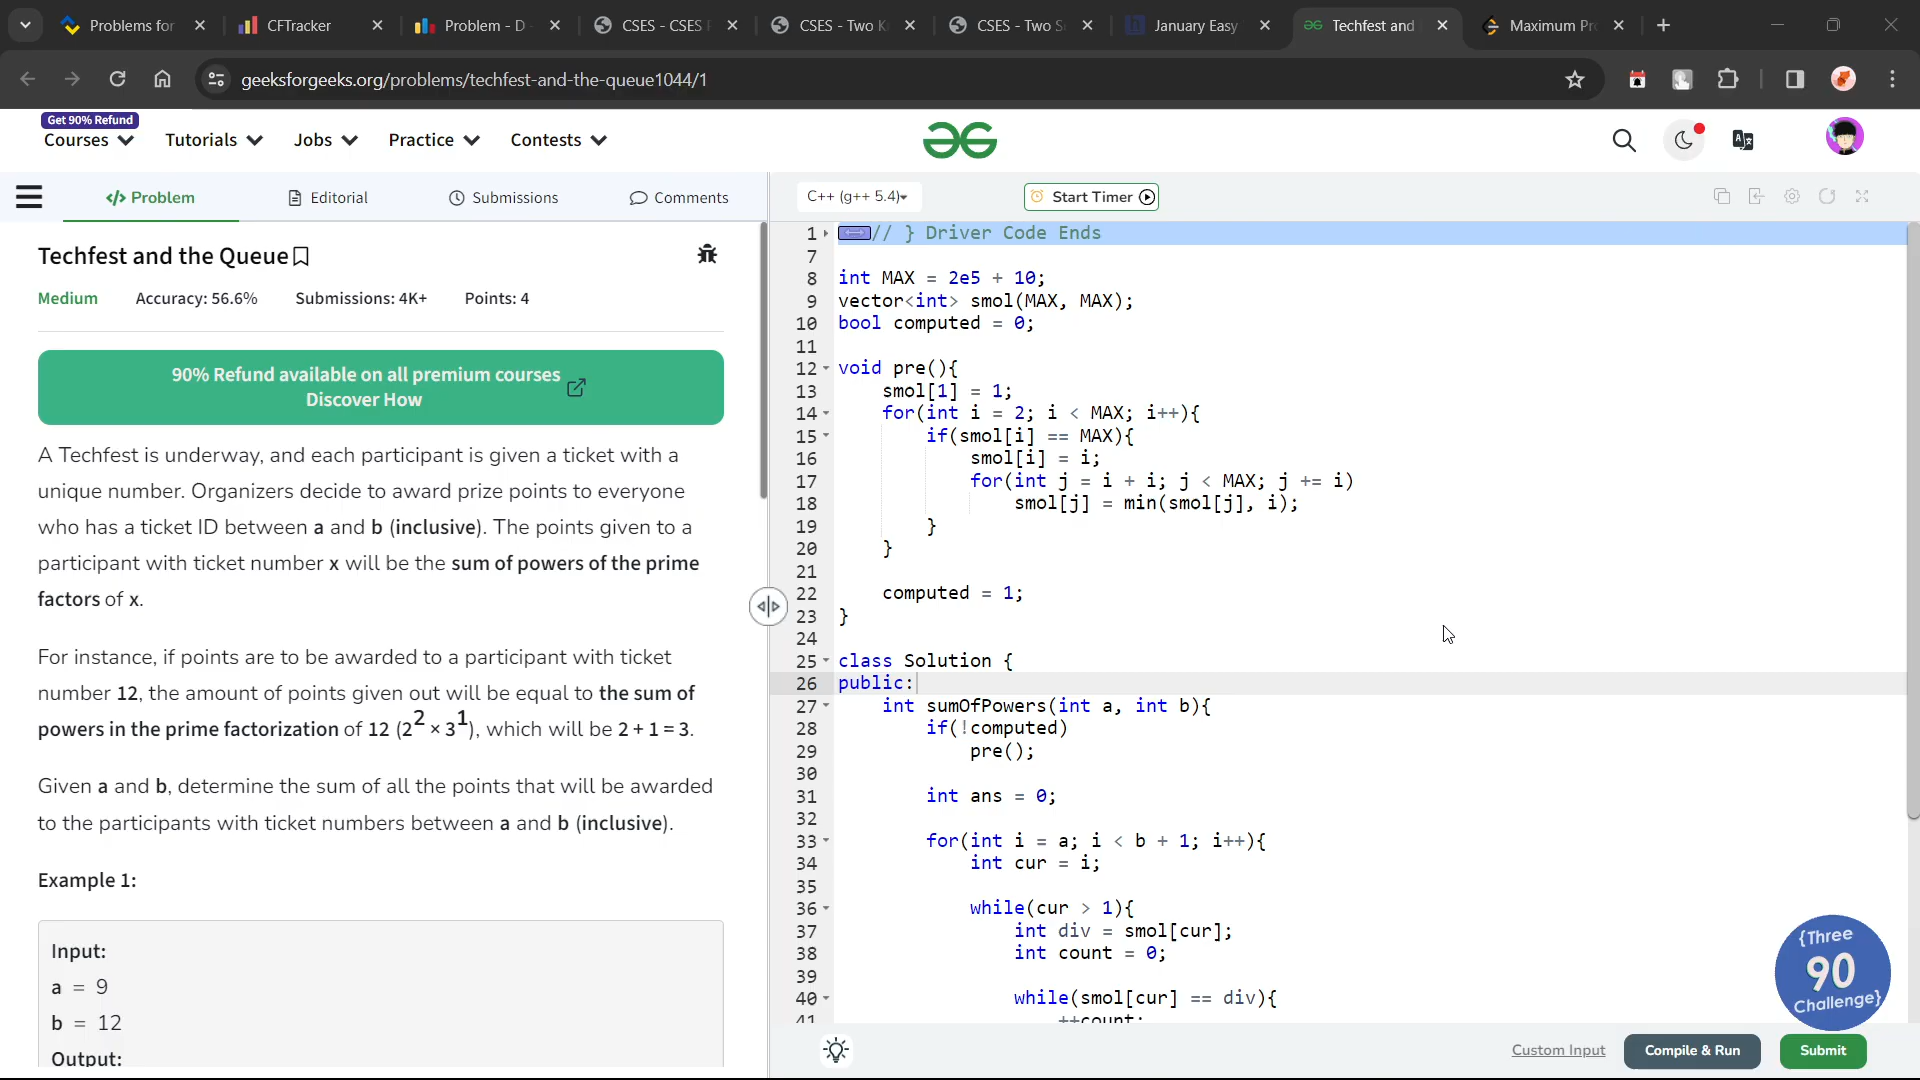 Problems for
CFTracker
Problem - D
CSES - CSES P
CSES - Two K
CSES - Two S
January Easy
Techfest and
Maximum Pr
geeksforgeeks.org/problems/techfest-and-the-queue1044/1
Get 90% Refund
Courses
Tutorials
Jobs
Practice
Contests
</> Problem
Editorial
Submissions
Comments
C++ (g++ 5.4)
Start Timer
Techfest and the Queue
Medium
Accuracy: 56.6%
Submissions: 4K+
Points: 4
90% Refund available on all premium courses
Discover How
A Techfest is underway, and each participant is given a ticket with a
unique number. Organizers decide to award prize points to everyone
who has a ticket ID between a and b (inclusive). The points given to a
participant with ticket number x will be the sum of powers of the prime
factors of x.
For instance, if points are to be awarded to a participant with ticket
number 12, the amount of points given out will be equal to the sum of
powers in the prime factorization of 12 (2² × 3¹), which will be 2 + 1 = 3.
Given a and b, determine the sum of all the points that will be awarded
to the participants with ticket numbers between a and b (inclusive).
Example 1:
Input:
a = 9
b = 12
Output:
1 // } Driver Code Ends
7
8 int MAX = 2e5 + 10;
9 vector<int> smol(MAX, MAX);
10 bool computed = 0;
11
12 void pre(){
13 smol[1] = 1;
14 for(int i = 2; i < MAX; i++){
15 if(smol[i] == MAX){
16 smol[i] = i;
17 for(int j = i + i; j < MAX; j += i)
18 smol[j] = min(smol[j], i);
19 }
20 }
21
22 computed = 1;
23 }
24
25 class Solution {
26 public:
27 int sumOfPowers(int a, int b){
28 if(!computed)
29 pre();
30
31 int ans = 0;
32
33 for(int i = a; i < b + 1; i++){
34 int cur = i;
35
36 while(cur > 1){
37 int div = smol[cur];
38 int count = 0;
39
40 while(smol[cur] == div){
41 ++count;
{Three
90
Challenge}
Custom Input
Compile & Run
Submit